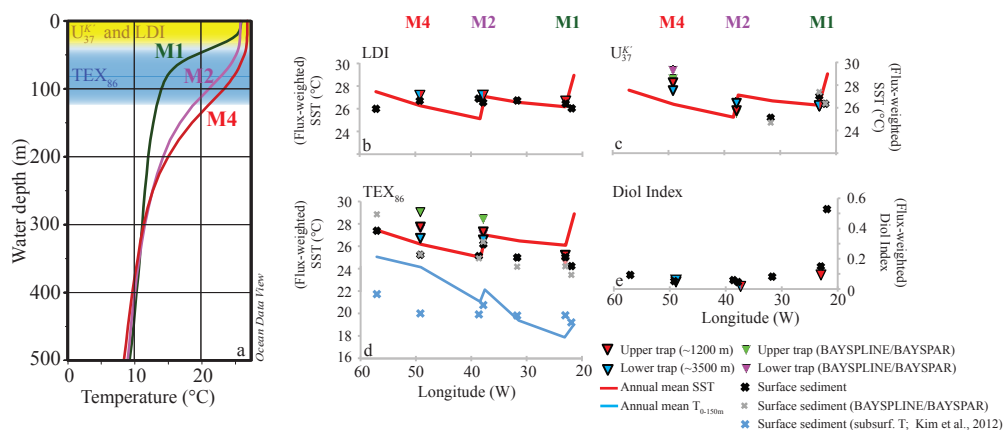 U37K' and LDI
M1
M2
TEX86
M4
Water depth (m)
0
100
200
300
400
500
0
10
20
Temperature (°C)
a
Ocean Data View
M4
M2
M1
LDI
(Flux-weighted)
SST (°C)
30
28
26
24
b
M4
M2
M1
U37K'
30
28
26
24
(Flux-weighted)
SST (°C)
c
TEX86
(Flux-weighted)
SST (°C)
30
28
26
24
22
20
18
16
d
60
50
40
30
20
Longitude (W)
Diol Index
0.6
0.4
0.2
0
(Flux-weighted)
Diol Index
e
60
50
40
30
20
Longitude (W)
Upper trap (~1200 m)
Lower trap (~3500 m)
Annual mean SST
Annual mean T0-150m
Upper trap (BAYSPLINE/BAYSPAR)
Lower trap (BAYSPLINE/BAYSPAR)
Surface sediment
Surface sediment (BAYSPLINE/BAYSPAR)
Surface sediment (subsurf. T; Kim et al., 2012)